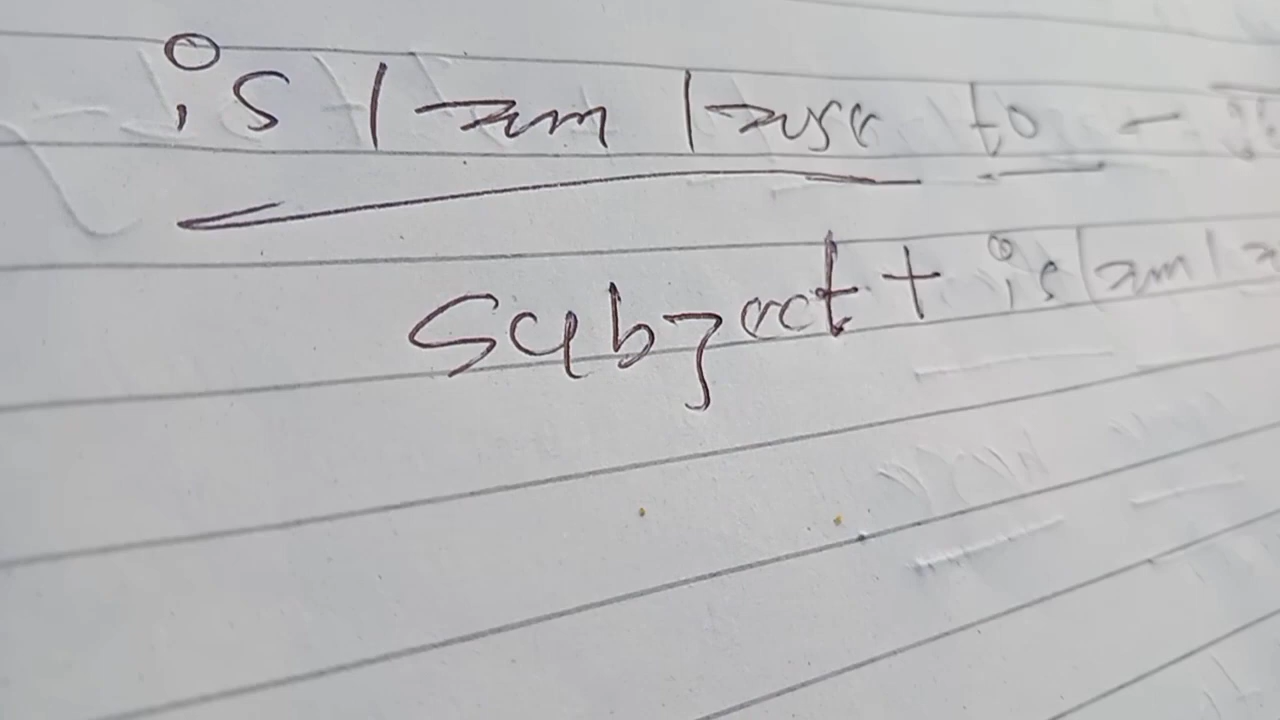 is / am / are to -
Subject + is / am /